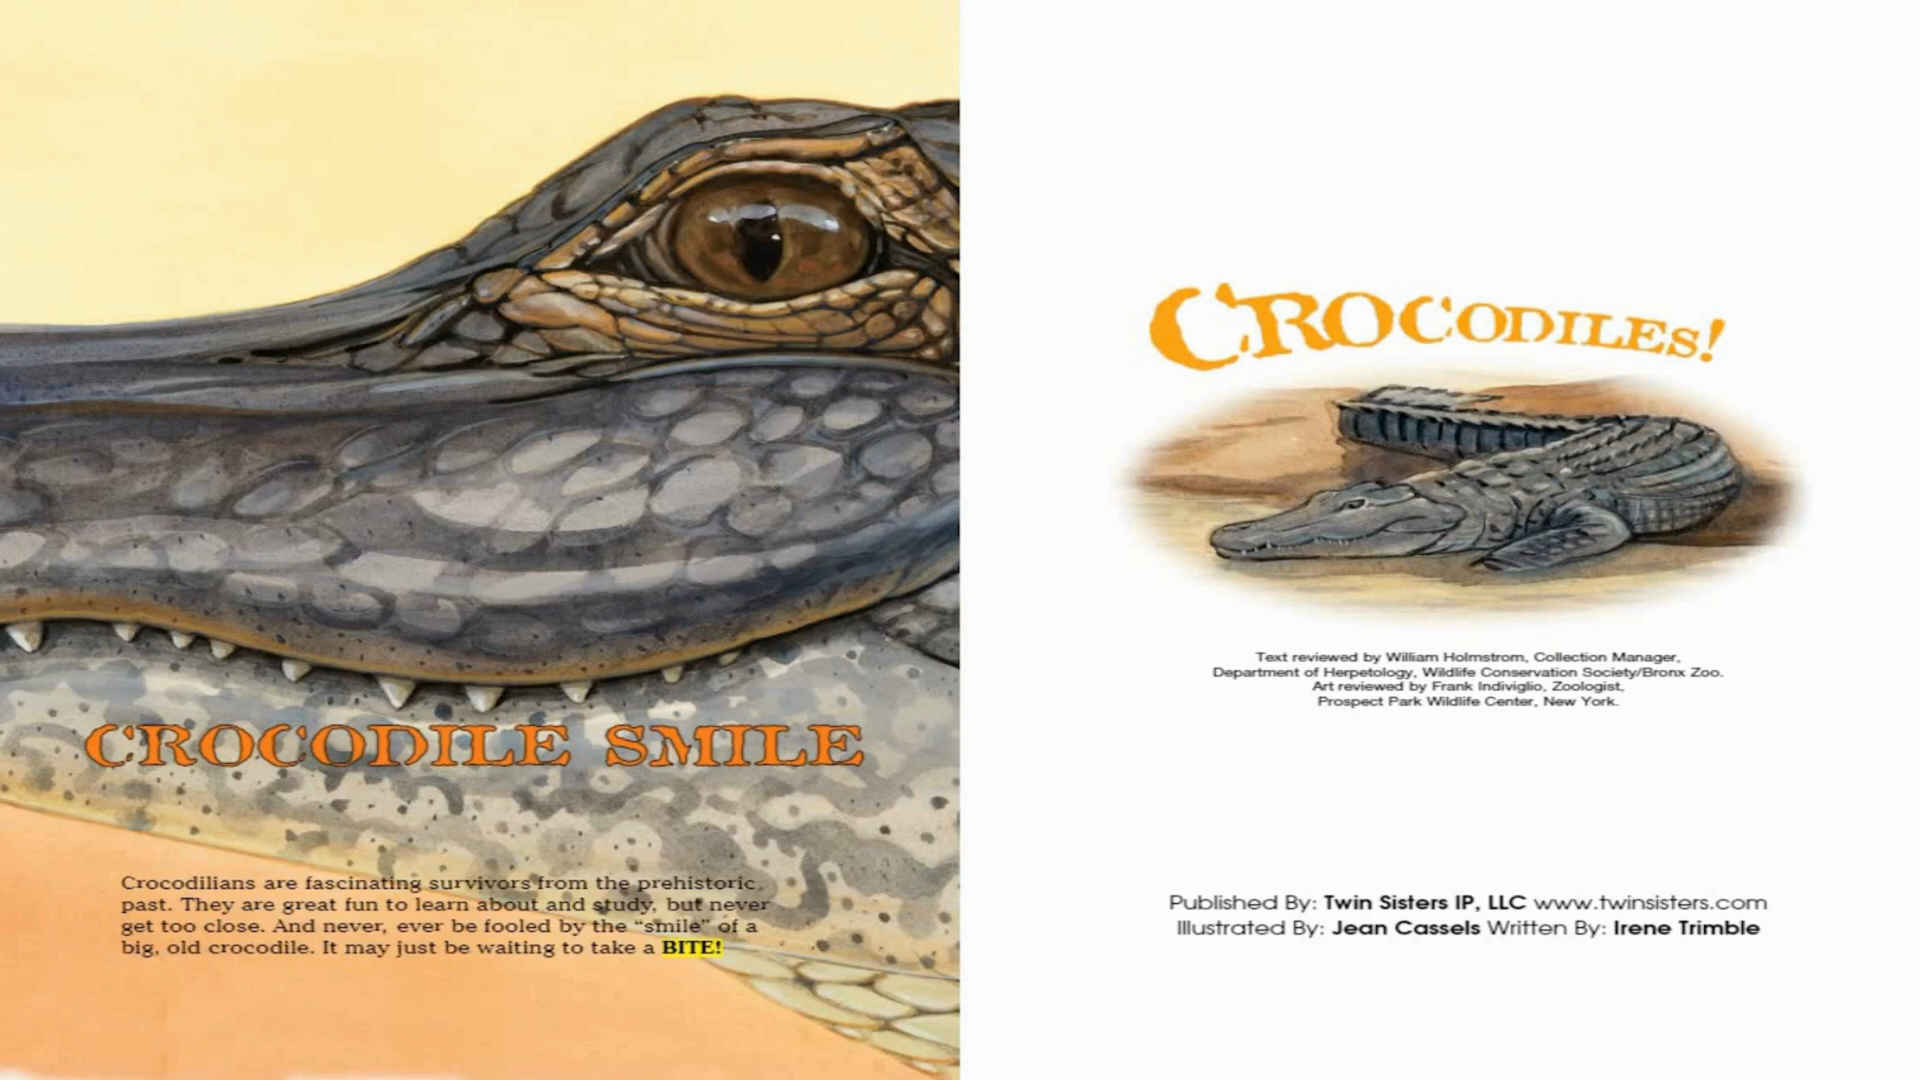 CROCODILE SMILE
Crocodilians are fascinating survivors from the prehistoric
past. They are great fun to learn about and study, but never
get too close. And never, ever be fooled by the “smile” of a
big, old crocodile. It may just be waiting to take a BITE!
CROCODILES!
Text reviewed by William Holmstrom, Collection Manager,
Department of Herpetology, Wildlife Conservation Society/Bronx Zoo.
Art reviewed by Frank Indiviglio, Zoologist,
Prospect Park Wildlife Center, New York.
Published By: Twin Sisters IP, LLC www.twinsisters.com
Illustrated By: Jean Cassels Written By: Irene Trimble